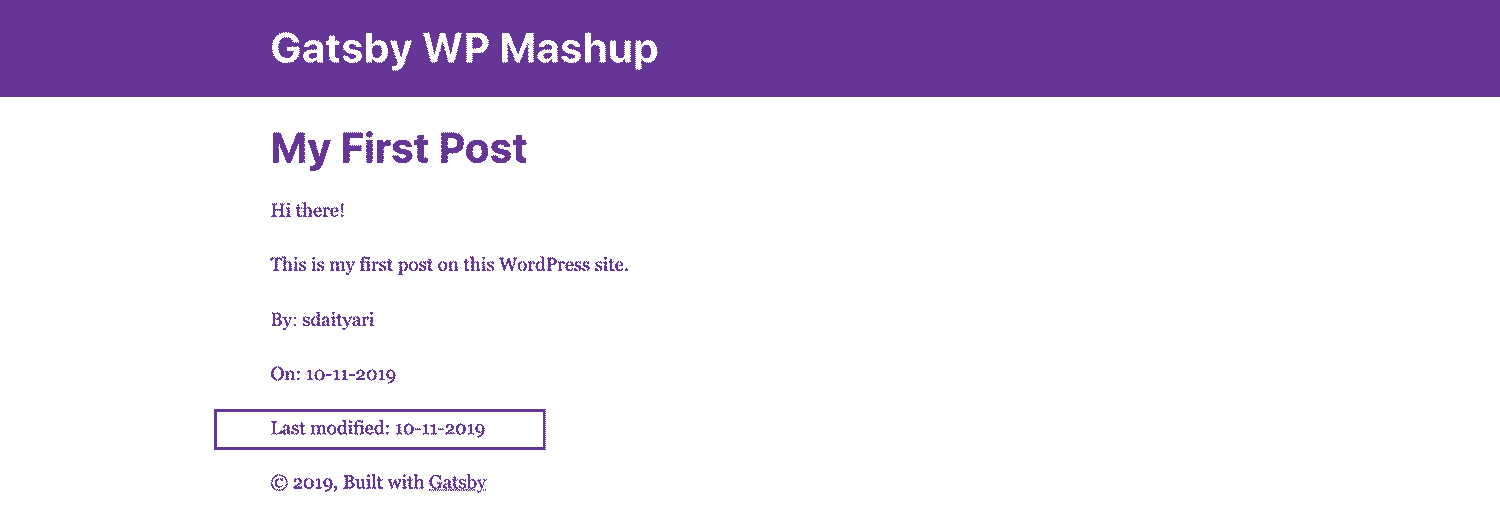 Gatsby WP Mashup
My First Post
Hi there!
This is my first post on this WordPress site.
By: sdaityari
On: 10-11-2019
Last modified: 10-11-2019
© 2019, Built with Gatsby